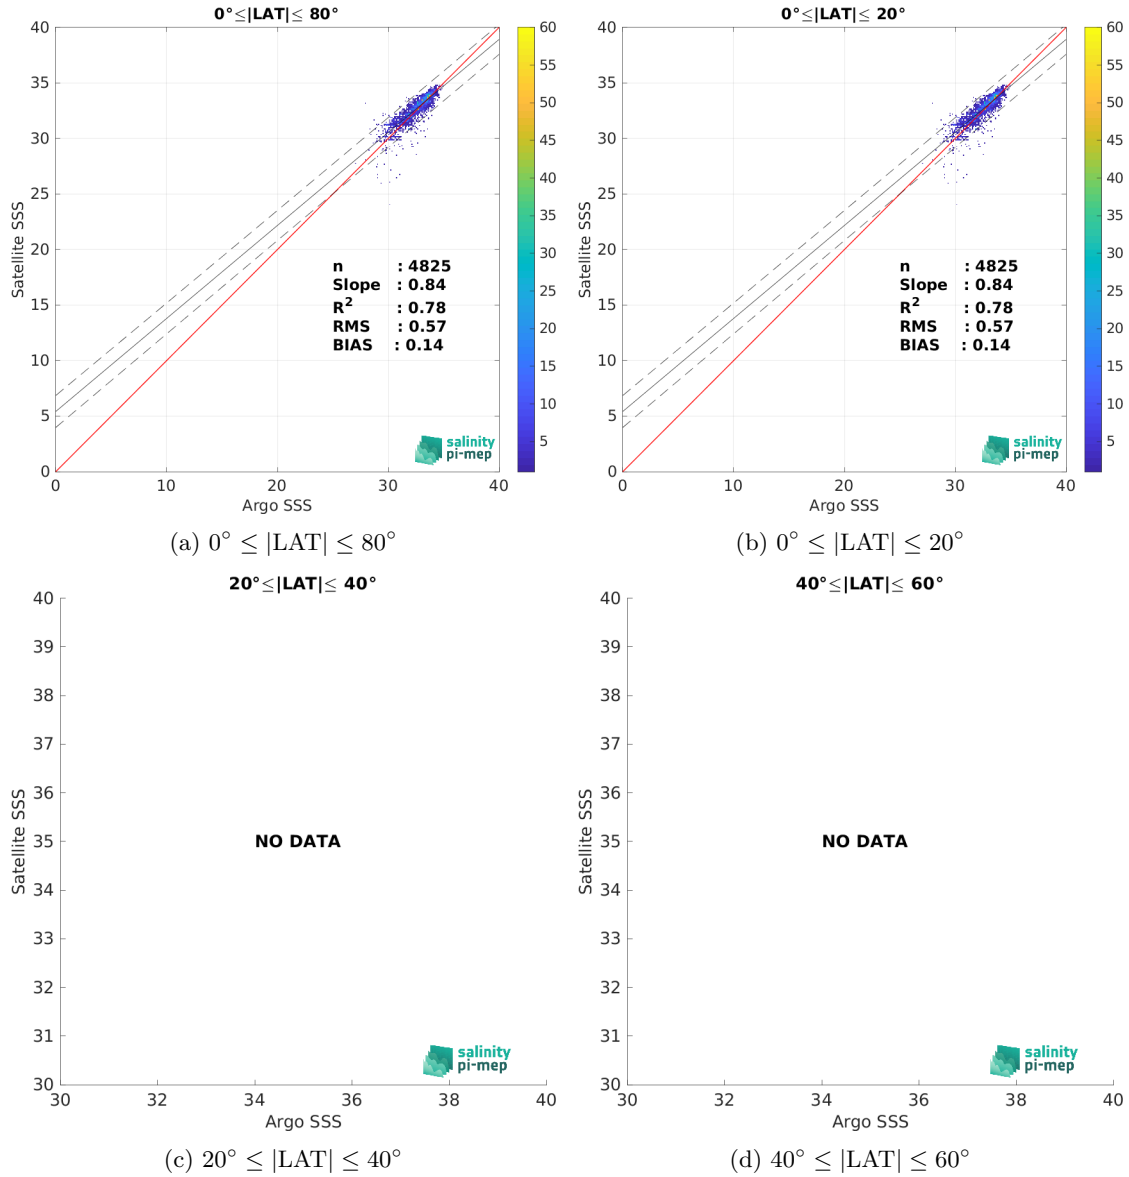 0°≤|LAT|≤ 80°
40
35
30
25
20
15
10
5
0
Satellite SSS
n : 4825
Slope : 0.84
R² : 0.78
RMS : 0.57
BIAS : 0.14
salinity
pi-mep
0 10 20 30 40
Argo SSS
60
55
50
45
40
35
30
25
20
15
10
5
(a) 0° ≤ |LAT| ≤ 80°
0°≤|LAT|≤ 20°
40
35
30
25
20
15
10
5
0
Satellite SSS
n : 4825
Slope : 0.84
R² : 0.78
RMS : 0.57
BIAS : 0.14
salinity
pi-mep
0 10 20 30 40
Argo SSS
60
55
50
45
40
35
30
25
20
15
10
5
(b) 0° ≤ |LAT| ≤ 20°
20°≤|LAT|≤ 40°
40
39
38
37
36
35
34
33
32
31
30
Satellite SSS
NO DATA
salinity
pi-mep
30 32 34 36 38 40
Argo SSS
(c) 20° ≤ |LAT| ≤ 40°
40°≤|LAT|≤ 60°
40
39
38
37
36
35
34
33
32
31
30
Satellite SSS
NO DATA
salinity
pi-mep
30 32 34 36 38 40
Argo SSS
(d) 40° ≤ |LAT| ≤ 60°